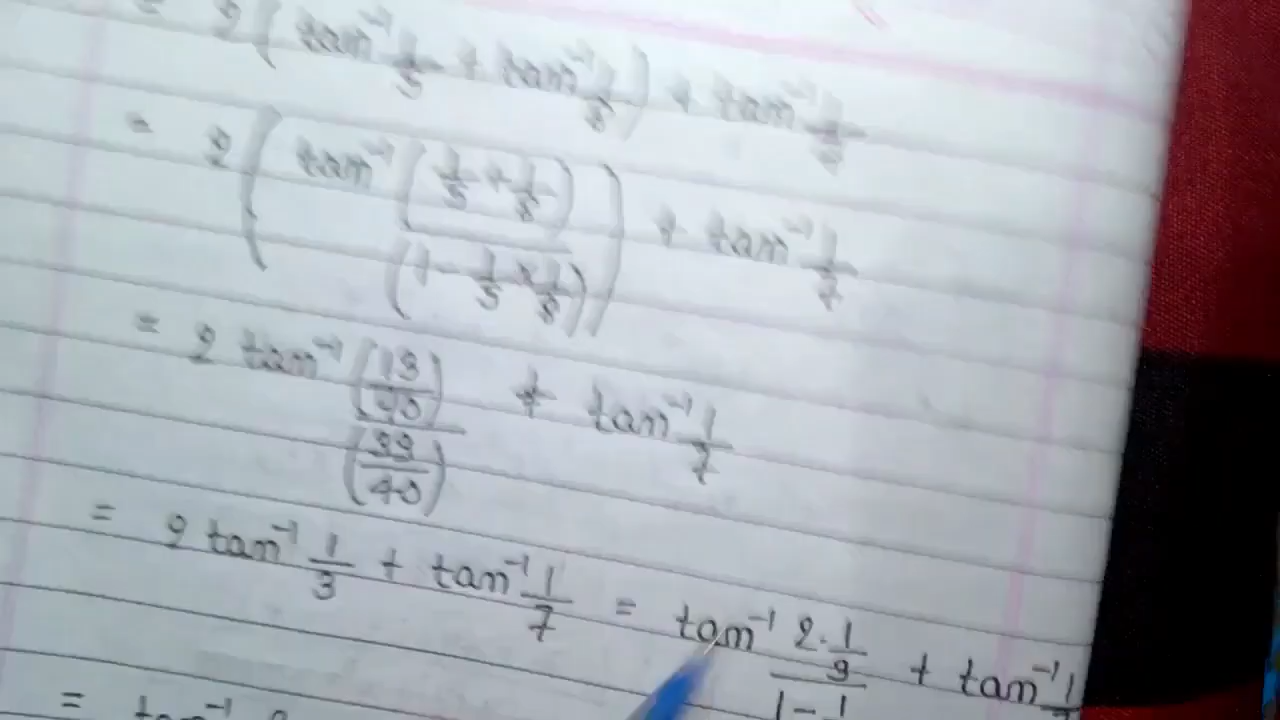 = 2( tan⁻¹ 1/5 + tan⁻¹ 1/8 ) + tan⁻¹ 1/7
= 2( tan⁻¹ (1/5 + 1/8)/(1 - 1/5 × 1/8) ) + tan⁻¹ 1/7
= 2 tan⁻¹ (13/40)/(39/40) + tan⁻¹ 1/7
= 2 tan⁻¹ 1/3 + tan⁻¹ 1/7 = tan⁻¹ (2·1/3)/(1 - 1 + tan⁻¹ 1/7
= tan⁻¹